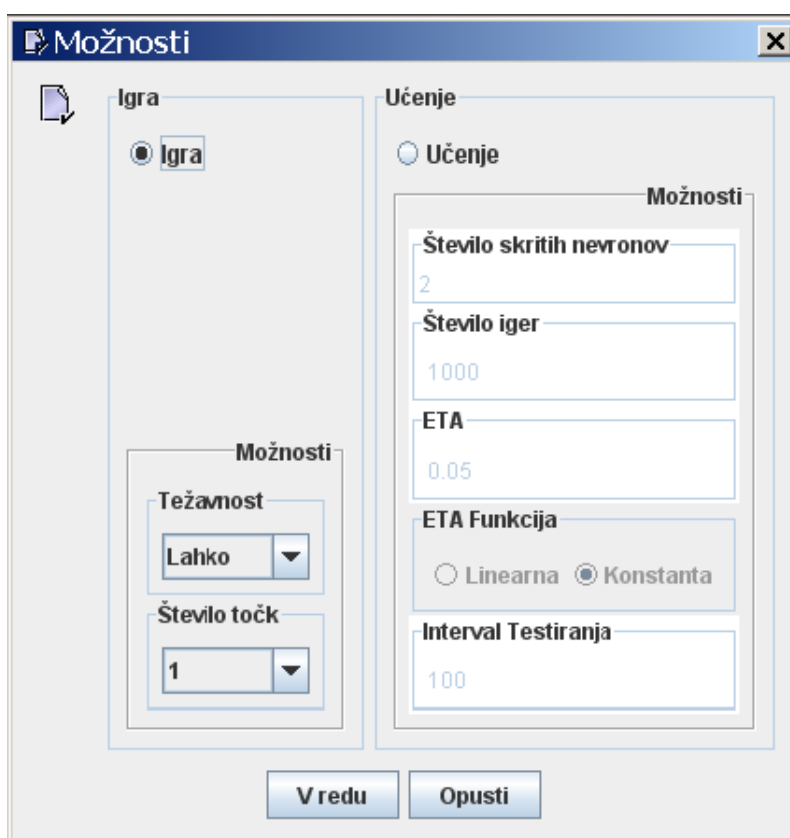 Možnosti
Igra
Igra
Možnosti
Težavnost
Lahko
Število točk
1
Učenje
Učenje
Možnosti
Število skritih nevronov
2
Število iger
1000
ETA
0.05
ETA Funkcija
Linearna Konstanta
Interval Testiranja
100
V redu Opusti